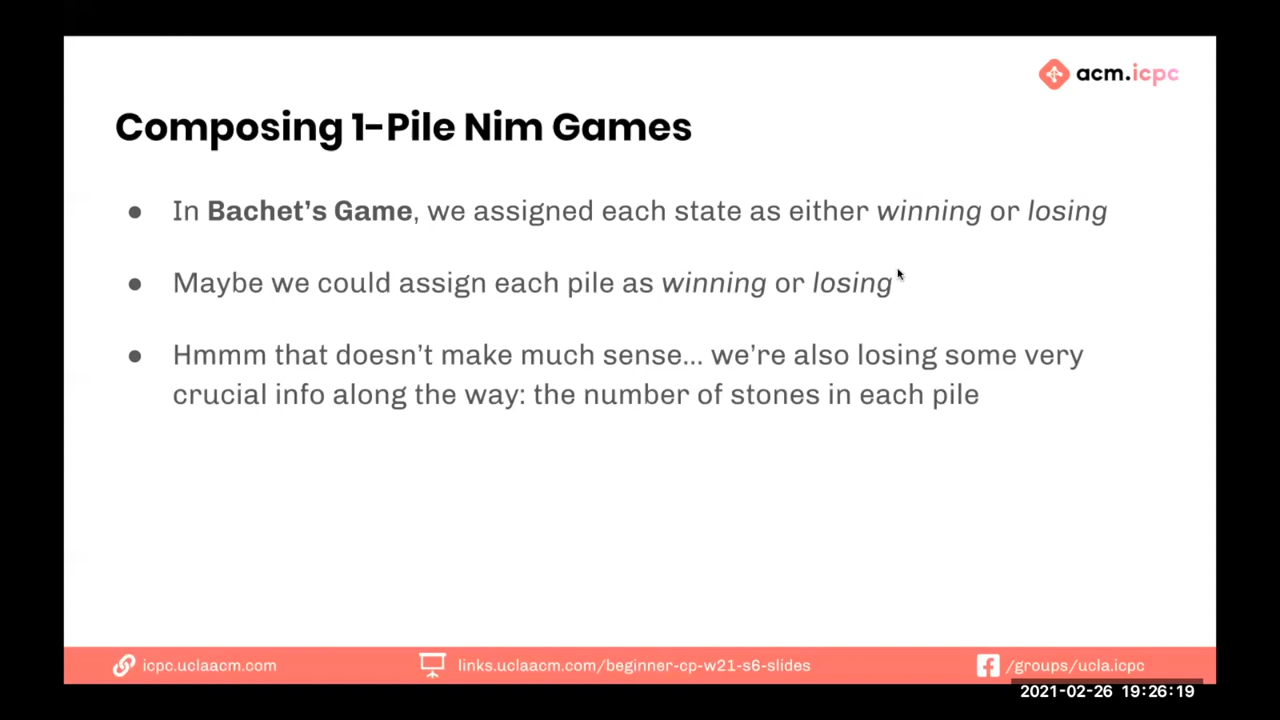 acm.icpc
Composing 1-Pile Nim Games
● In Bachet's Game, we assigned each state as either winning or losing
● Maybe we could assign each pile as winning or losing
● Hmmm that doesn't make much sense... we're also losing some very
crucial info along the way: the number of stones in each pile
icpc.uclaacm.com
links.uclaacm.com/beginner-cp-w21-s6-slides
/groups/ucla.icpc
2021-02-26 19:26:19